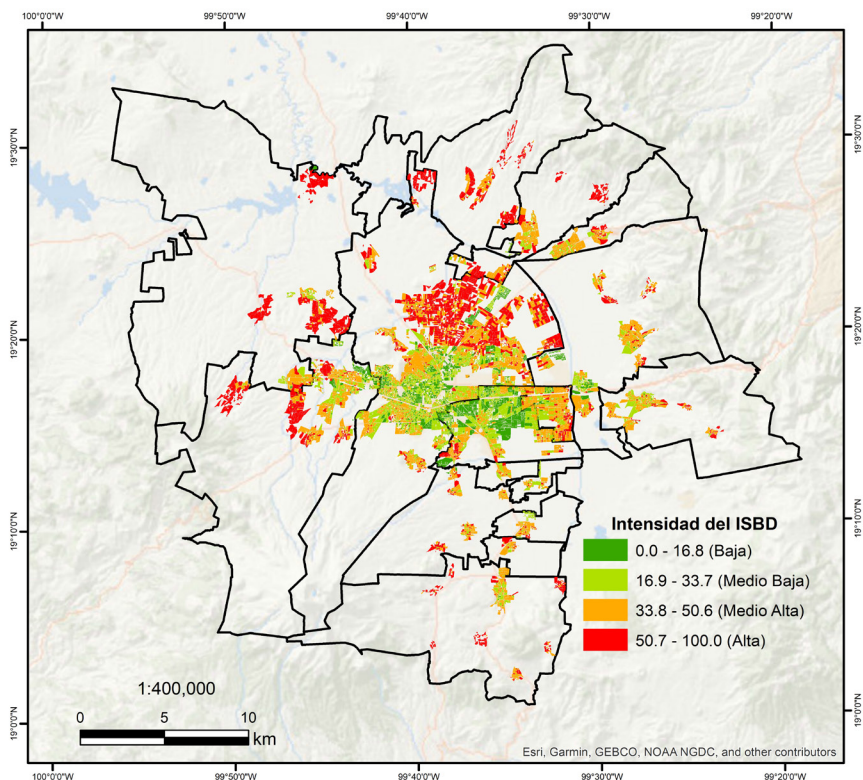 100°0'0"W 99°50'0"W 99°40'0"W 99°30'0"W 99°20'0"W
19°30'0"N 19°30'0"N
19°20'0"N 19°20'0"N
19°10'0"N 19°10'0"N
Intensidad del ISBD
0.0 - 16.8 (Baja)
16.9 - 33.7 (Medio Baja)
33.8 - 50.6 (Medio Alta)
50.7 - 100.0 (Alta)
1:400,000
0 5 10
km
19°0'0"N 19°0'0"N
Esri, Garmin, GEBCO, NOAA NGDC, and other contributors
100°0'0"W 99°50'0"W 99°40'0"W 99°30'0"W 99°20'0"W